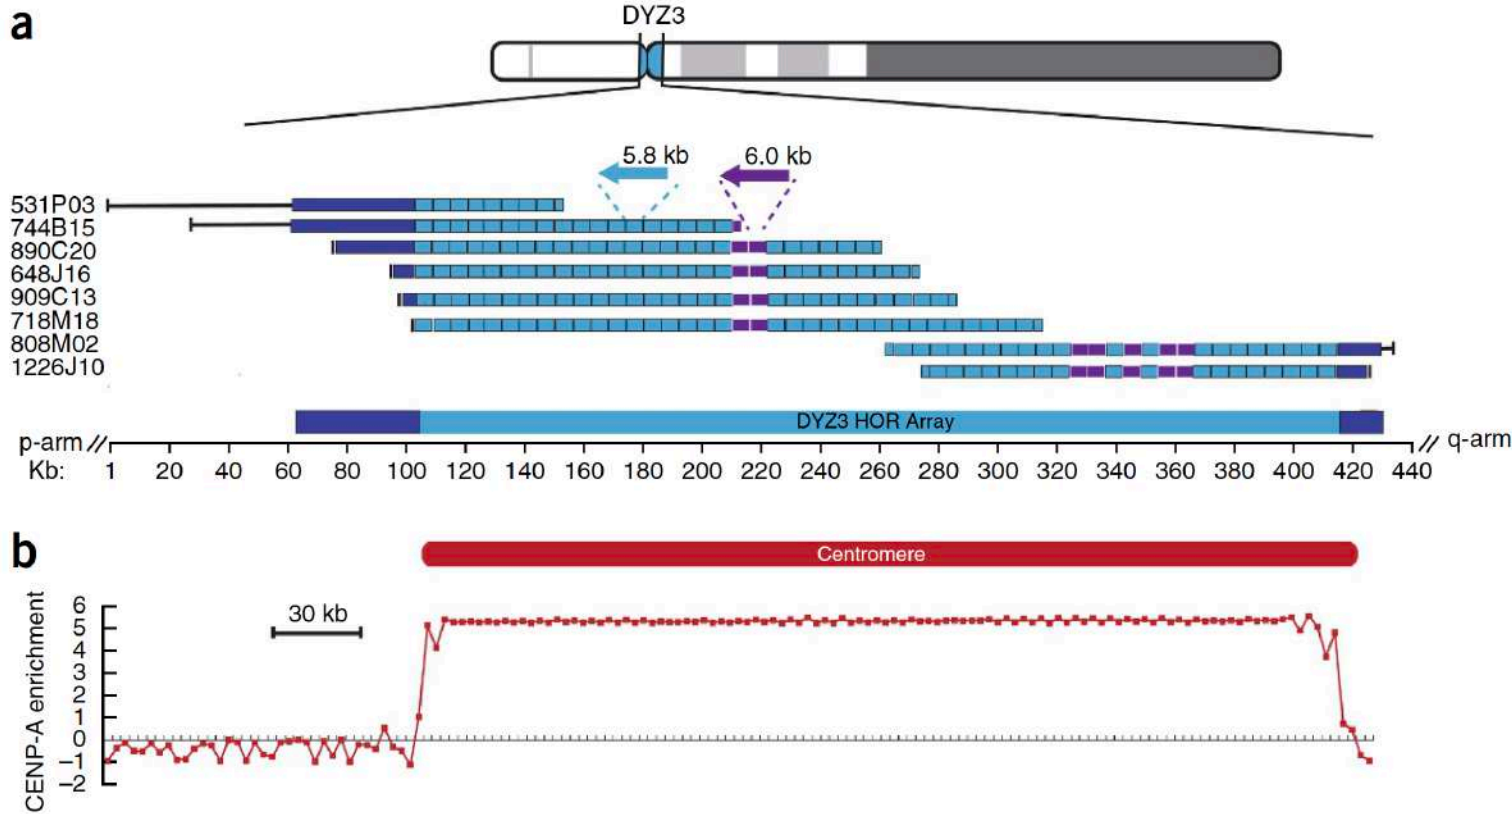 a
DYZ3
5.8 kb
6.0 kb
531P03
744B15
890C20
648J16
909C13
718M18
808M02
1226J10
DYZ3 HOR Array
p-arm // // q-arm
Kb: 1 20 40 60 80 100 120 140 160 180 200 220 240 260 280 300 320 340 360 380 400 420 440
b
Centromere
30 kb
CENP-A enrichment
6
5
4
3
2
1
0
–1
–2